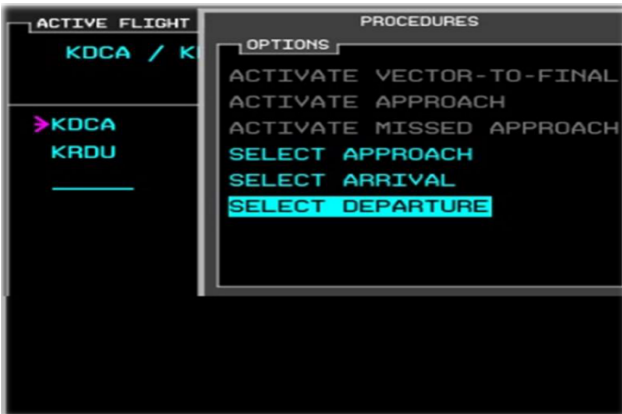 ACTIVE FLIGHT
KDCA / K
KDCA
KRDU
PROCEDURES
OPTIONS
ACTIVATE VECTOR-TO-FINAL
ACTIVATE APPROACH
ACTIVATE MISSED APPROACH
SELECT APPROACH
SELECT ARRIVAL
SELECT DEPARTURE